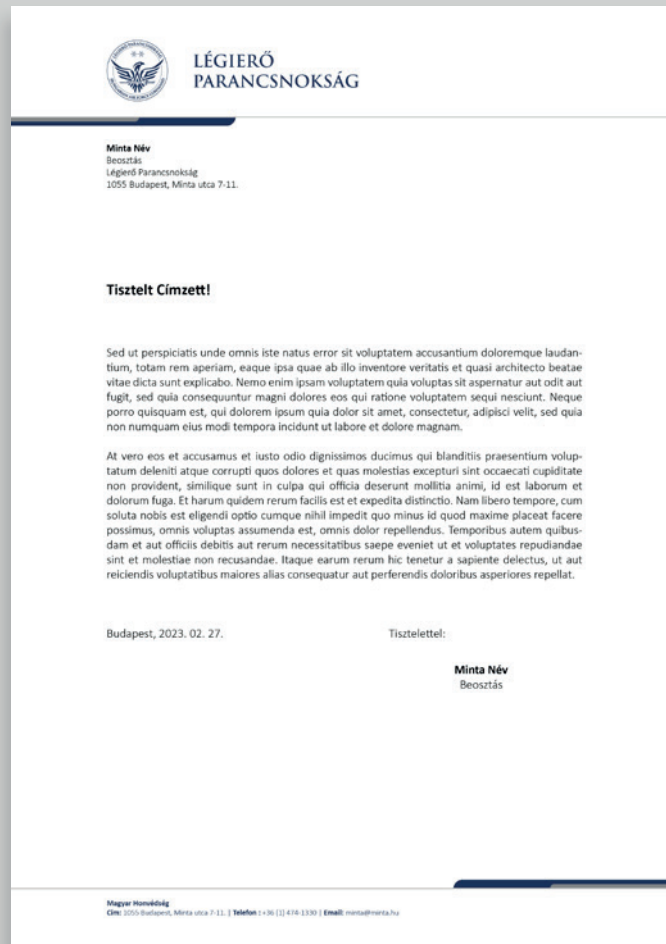 LÉGIERŐ
PARANCSNOKSÁG
Minta Név
Beosztás
Légierő Parancsnokság
1055 Budapest, Minta utca 7-11.
Tisztelt Címzett!
Sed ut perspiciatis unde omnis iste natus error sit voluptatem accusantium doloremque laudan-
tium, totam rem aperiam, eaque ipsa quae ab illo inventore veritatis et quasi architecto beatae
vitae dicta sunt explicabo. Nemo enim ipsam voluptatem quia voluptas sit aspernatur aut odit aut
fugit, sed quia consequuntur magni dolores eos qui ratione voluptatem sequi nesciunt. Neque
porro quisquam est, qui dolorem ipsum quia dolor sit amet, consectetur, adipisci velit, sed quia
non numquam eius modi tempora incidunt ut labore et dolore magnam.
At vero eos et accusamus et iusto odio dignissimos ducimus qui blanditiis praesentium volup-
tatum deleniti atque corrupti quos dolores et quas molestias excepturi sint occaecati cupiditate
non provident, similique sunt in culpa qui officia deserunt mollitia animi, id est laborum et
dolorum fuga. Et harum quidem rerum facilis est et expedita distinctio. Nam libero tempore, cum
soluta nobis est eligendi optio cumque nihil impedit quo minus id quod maxime placeat facere
possimus, omnis voluptas assumenda est, omnis dolor repellendus. Temporibus autem quibus-
dam et aut officiis debitis aut rerum necessitatibus saepe eveniet ut et voluptates repudiandae
sint et molestiae non recusandae. Itaque earum rerum hic tenetur a sapiente delectus, ut aut
reiciendis voluptatibus maiores alias consequatur aut perferendis doloribus asperiores repellat.
Budapest, 2023. 02. 27.
Tisztelettel:
Minta Név
Beosztás
Magyar Honvédség
Cím: 1055 Budapest, Minta utca 7-11. | Telefon : +36 (1) 474-1330 | Email: minta@minta.hu